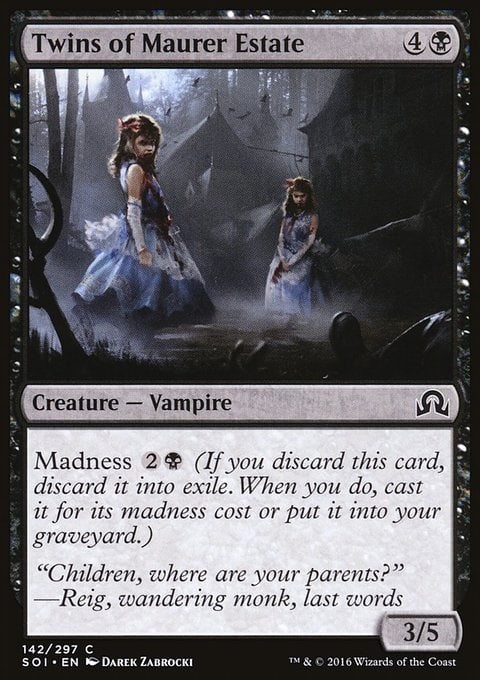 Twins of Maurer Estate 4
Creature — Vampire
Madness 2 (If you discard this card,
discard it into exile. When you do, cast
it for its madness cost or put it into your
graveyard.)
“Children, where are your parents?”
—Reig, wandering monk, last words
3/5
142/297 C
SOI • EN Darek Zabrocki
™ & © 2016 Wizards of the Coast